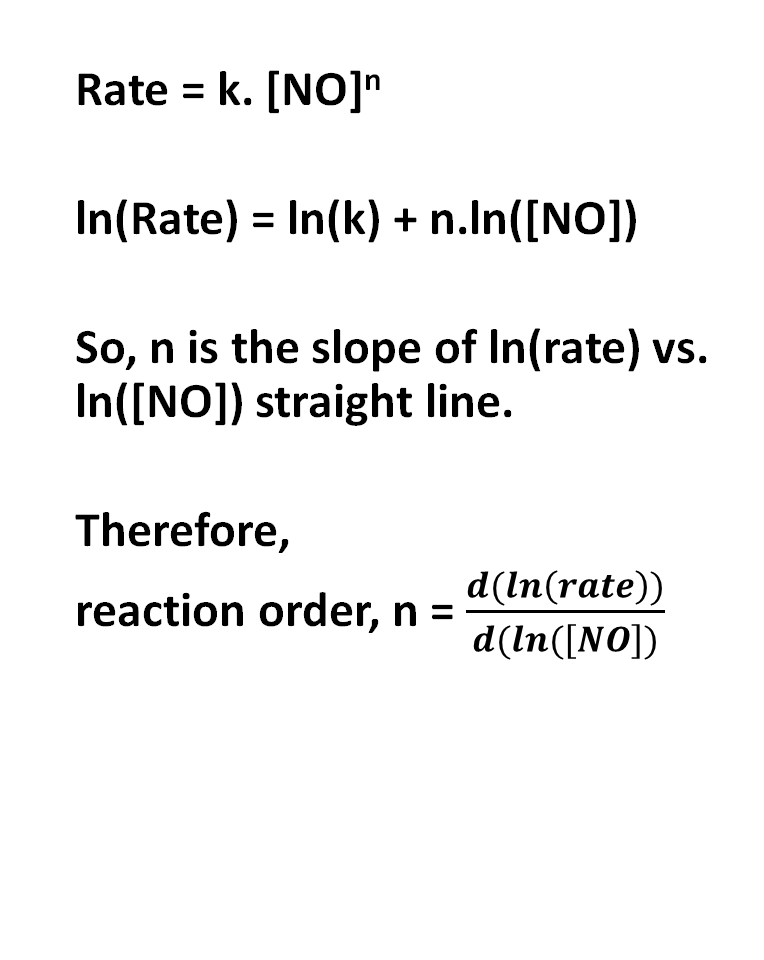 Rate = k. [NO]ⁿ
ln(Rate) = ln(k) + n.ln([NO])
So, n is the slope of ln(rate) vs.
ln([NO]) straight line.
Therefore,
reaction order, n = d(ln(rate)) / d(ln([NO])